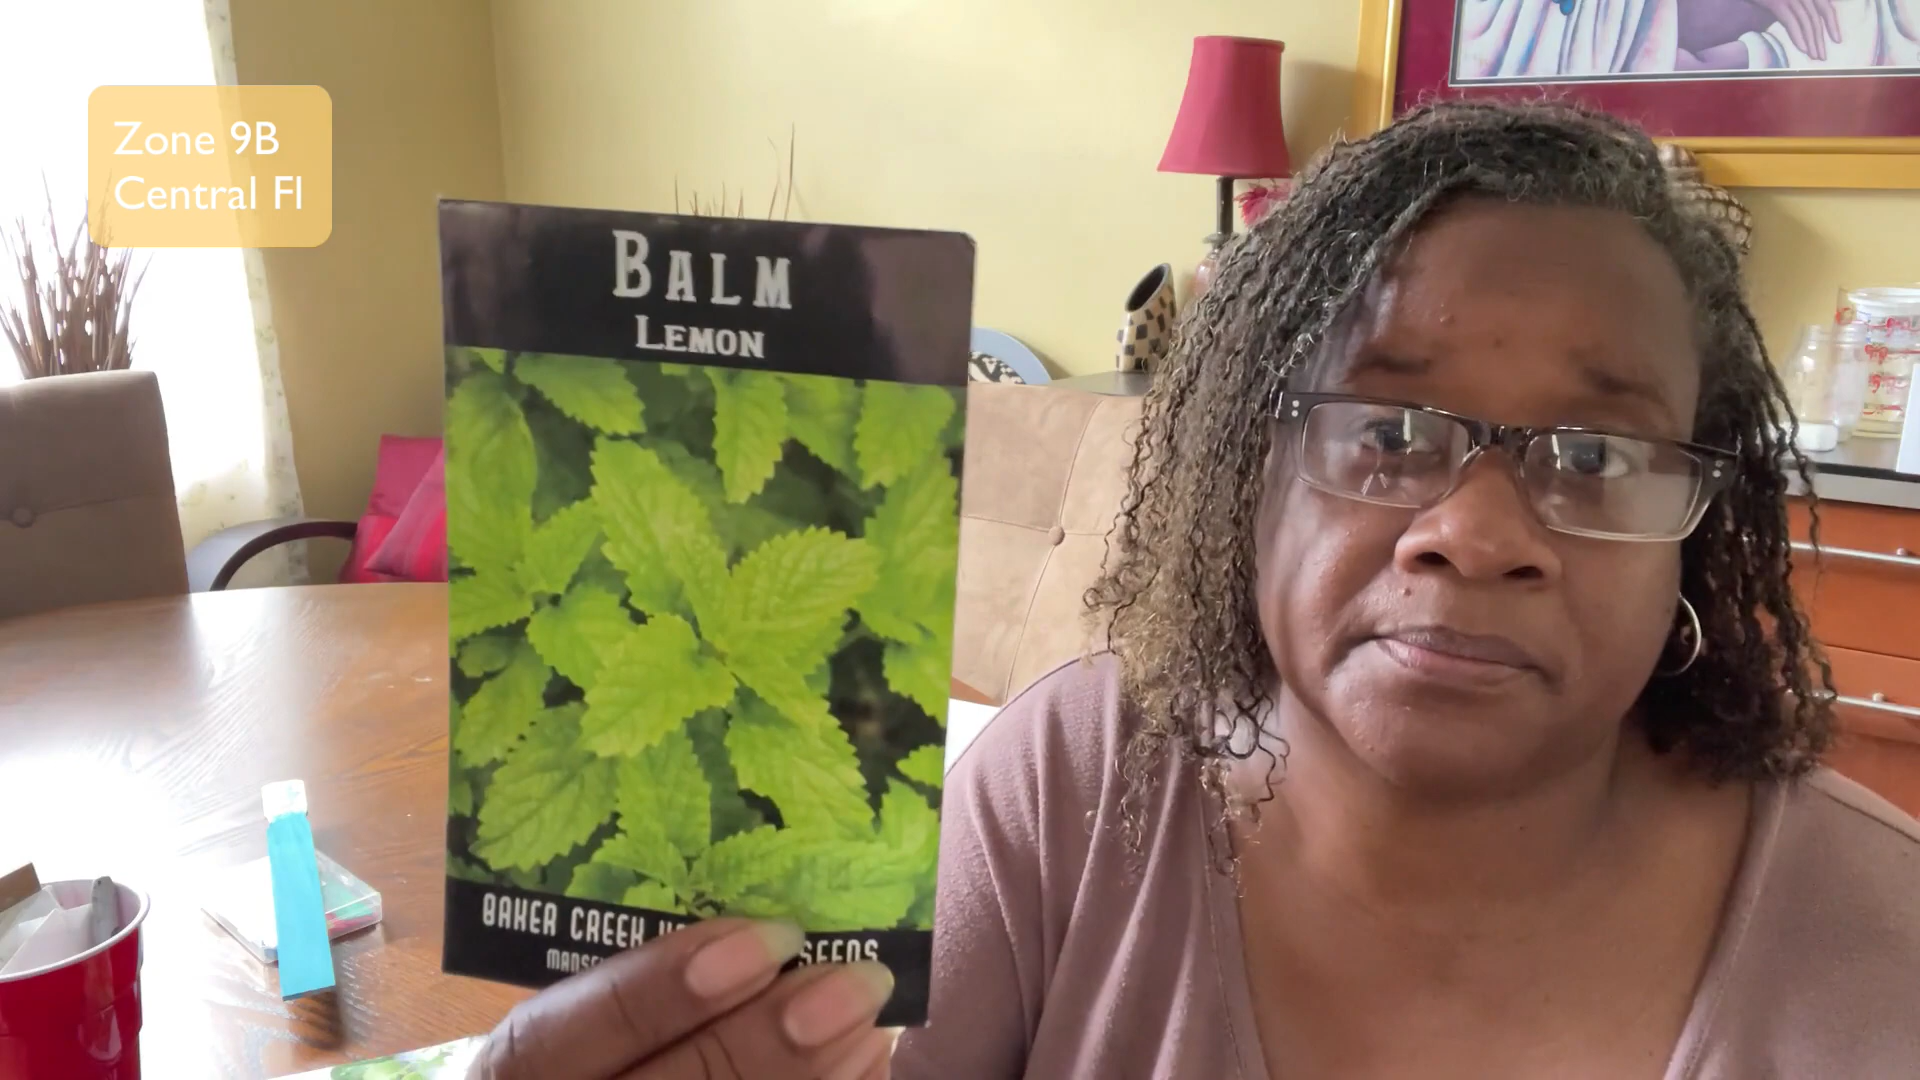 Zone 9B
Central Fl
BALM
LEMON
BAKER CREEK SEEDS